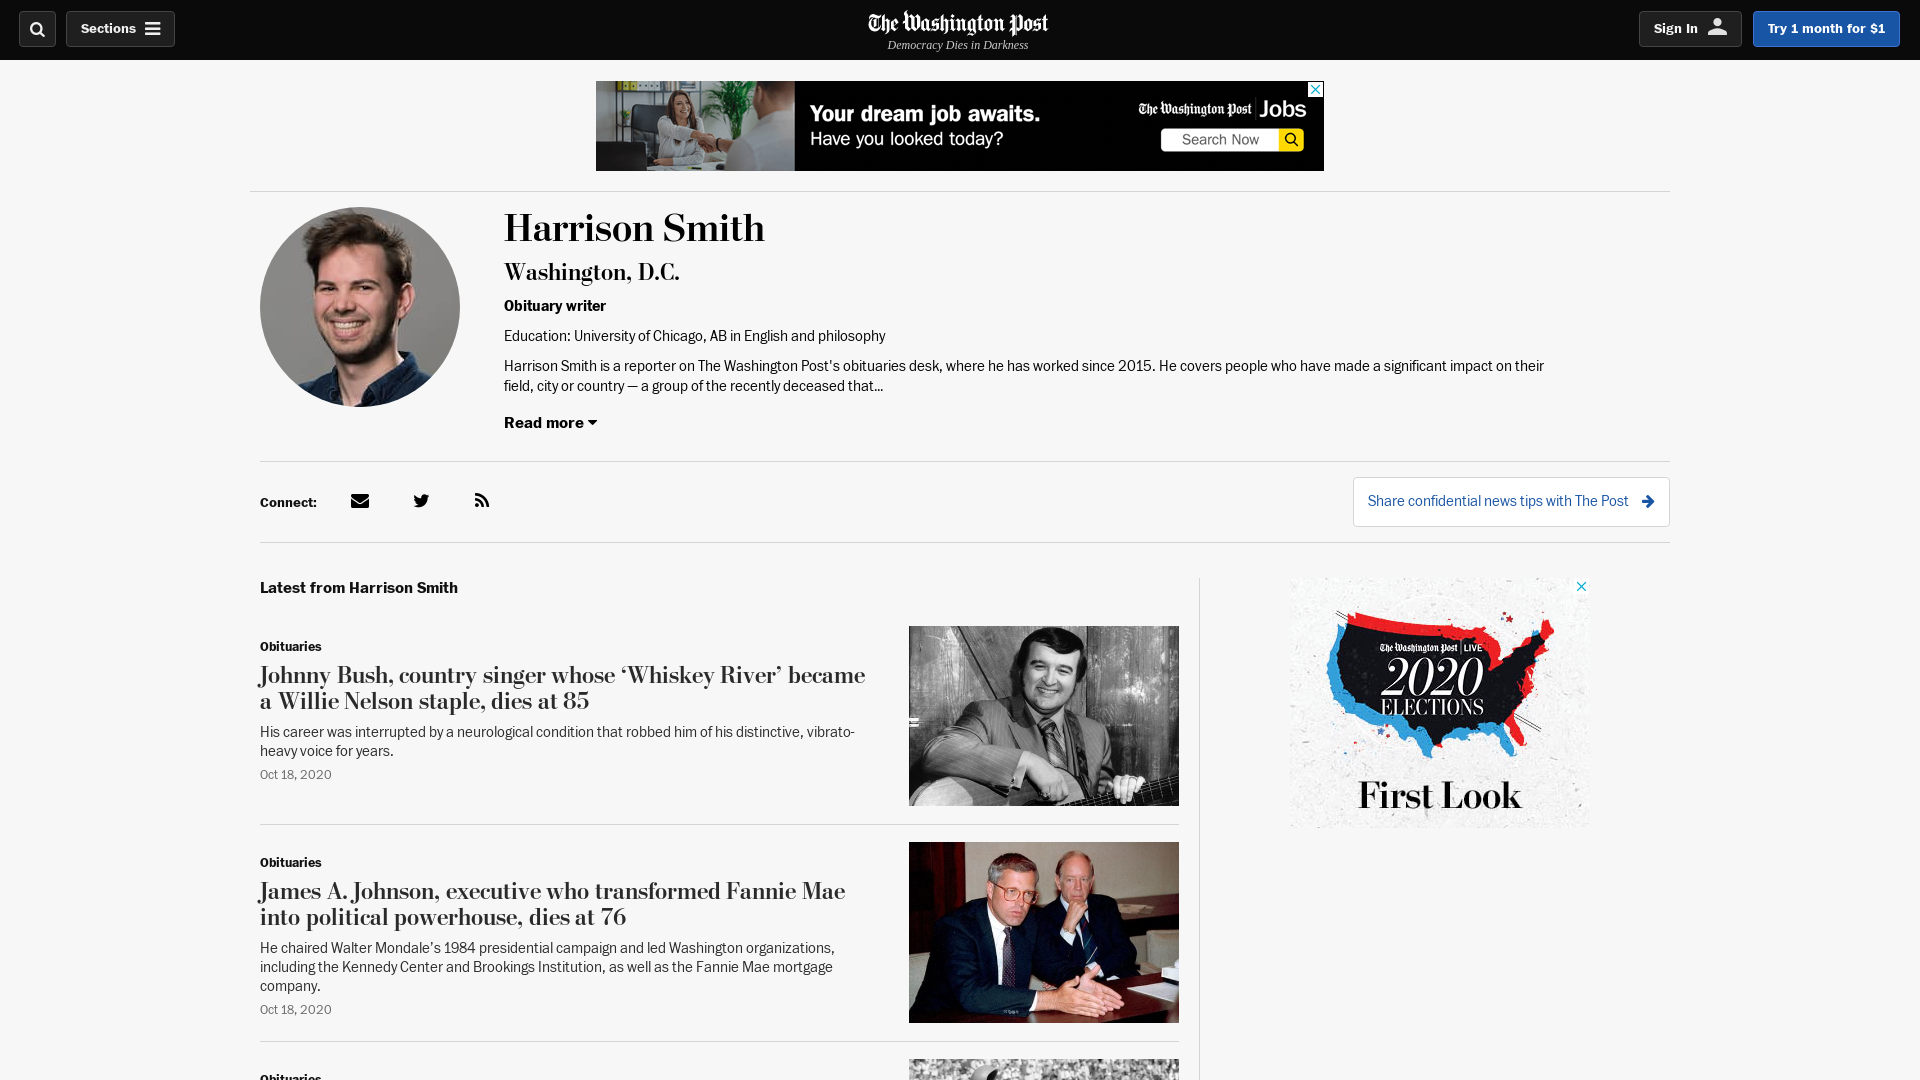 Sections
The Washington Post
Democracy Dies in Darkness
Sign In
Try 1 month for $1
Your dream job awaits.
Have you looked today?
The Washington Post Jobs
Search Now
Harrison Smith
Washington, D.C.
Obituary writer
Education: University of Chicago, AB in English and philosophy
Harrison Smith is a reporter on The Washington Post's obituaries desk, where he has worked since 2015. He covers people who have made a significant impact on their
field, city or country — a group of the recently deceased that...
Read more
Connect:
Share confidential news tips with The Post
Latest from Harrison Smith
Obituaries
Johnny Bush, country singer whose ‘Whiskey River’ became
a Willie Nelson staple, dies at 85
His career was interrupted by a neurological condition that robbed him of his distinctive, vibrato-
heavy voice for years.
Oct 18, 2020
The Washington Post LIVE
2020
ELECTIONS
First Look
Obituaries
James A. Johnson, executive who transformed Fannie Mae
into political powerhouse, dies at 76
He chaired Walter Mondale’s 1984 presidential campaign and led Washington organizations,
including the Kennedy Center and Brookings Institution, as well as the Fannie Mae mortgage
company.
Oct 18, 2020
Obituaries